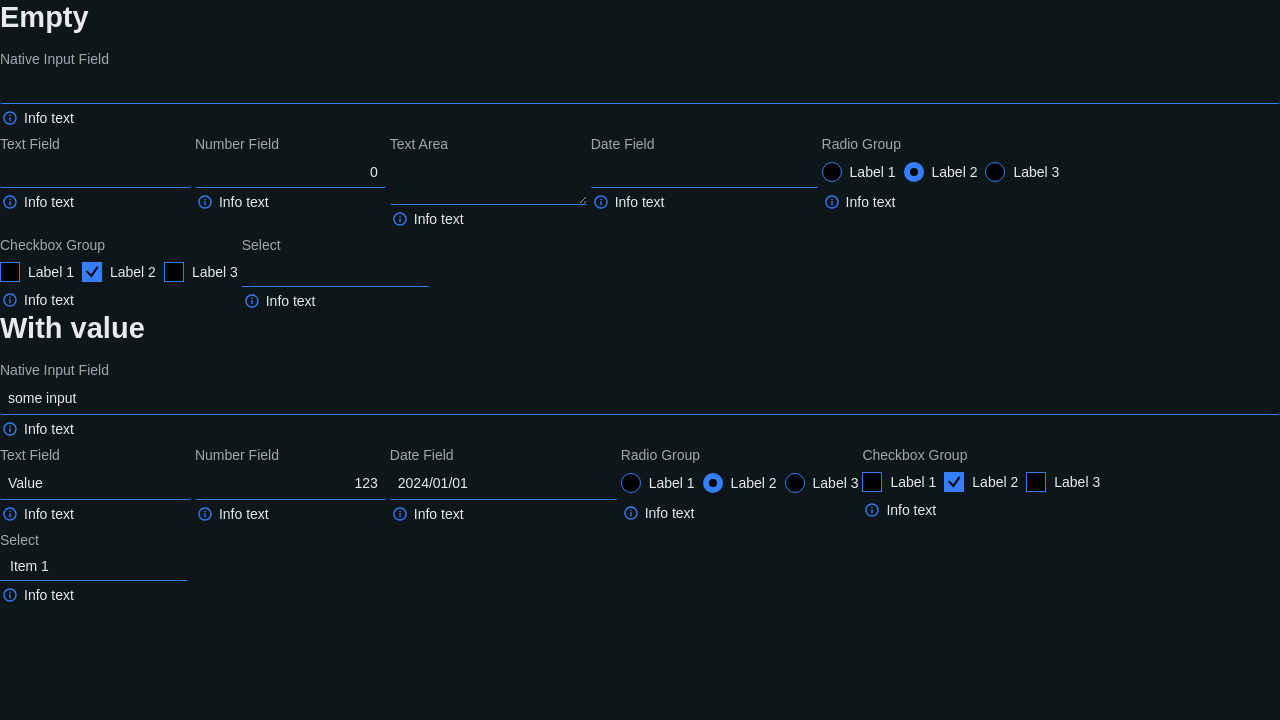 Empty
Native Input Field
Info text
Text Field Number Field Text Area Date Field Radio Group
0 Label 1 Label 2 Label 3
Info text Info text Info text Info text
Info text
Checkbox Group Select
Label 1 Label 2 Label 3
Info text Info text
With value
Native Input Field
some input
Info text
Text Field Number Field Date Field Radio Group Checkbox Group
Value 123 2024/01/01 Label 1 Label 2 Label 3 Label 1 Label 2 Label 3
Info text Info text Info text Info text Info text
Select
Item 1
Info text